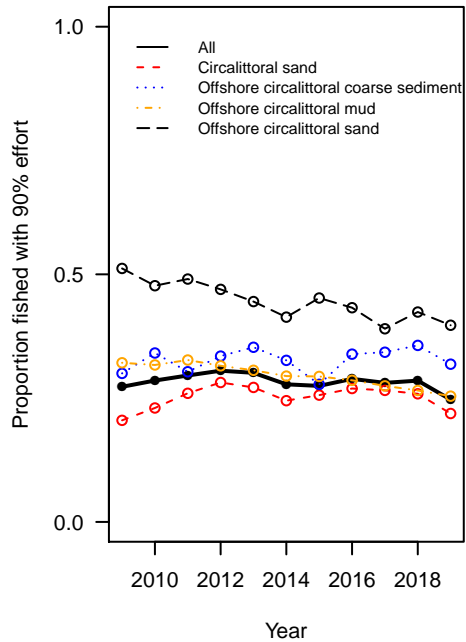 1.0
All
Circalittoral sand
Offshore circalittoral coarse sediment
Offshore circalittoral mud
Offshore circalittoral sand
Proportion fished with 90% effort
0.5
0.0
2010 2012 2014 2016 2018
Year